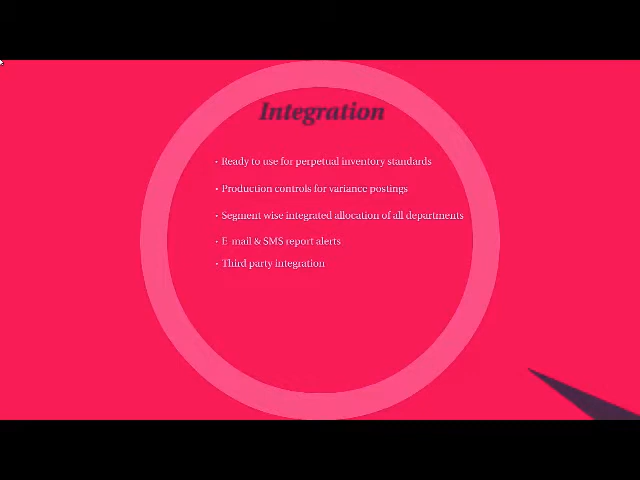 Integration
• Ready to use for perpetual inventory standards
• Production controls for variance postings
• Segment wise integrated allocation of all departments
• E-mail & SMS report alerts
• Third party integration